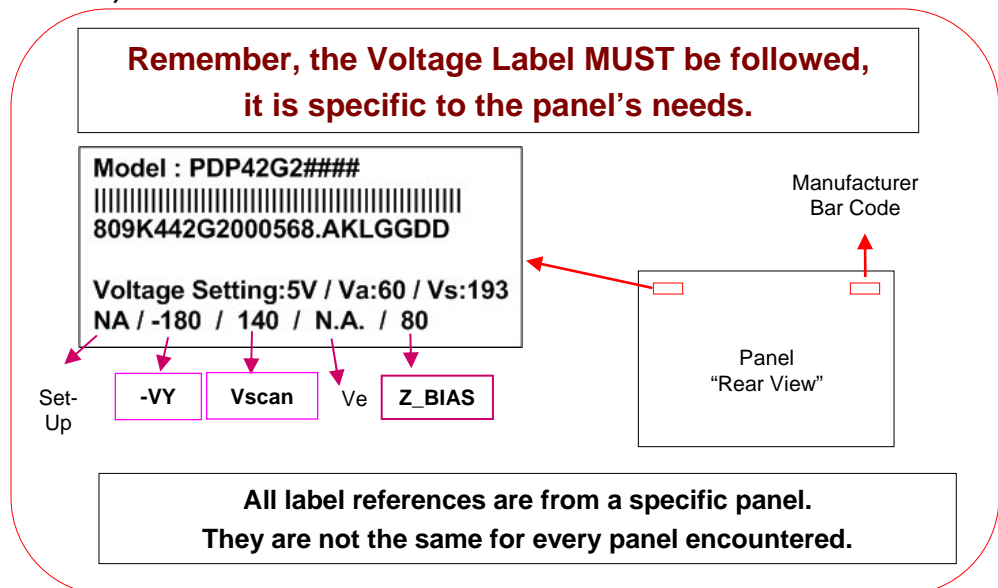 )
Remember, the Voltage Label MUST be followed,
it is specific to the panel's needs.
Model : PDP42G2####
809K442G2000568.AKLGGDD
Voltage Setting:5V / Va:60 / Vs:193
NA / -180 / 140 / N.A. / 80
Set-
Up
-VY
Vscan
Ve
Z_BIAS
Manufacturer
Bar Code
Panel
“Rear View”
All label references are from a specific panel.
They are not the same for every panel encountered.